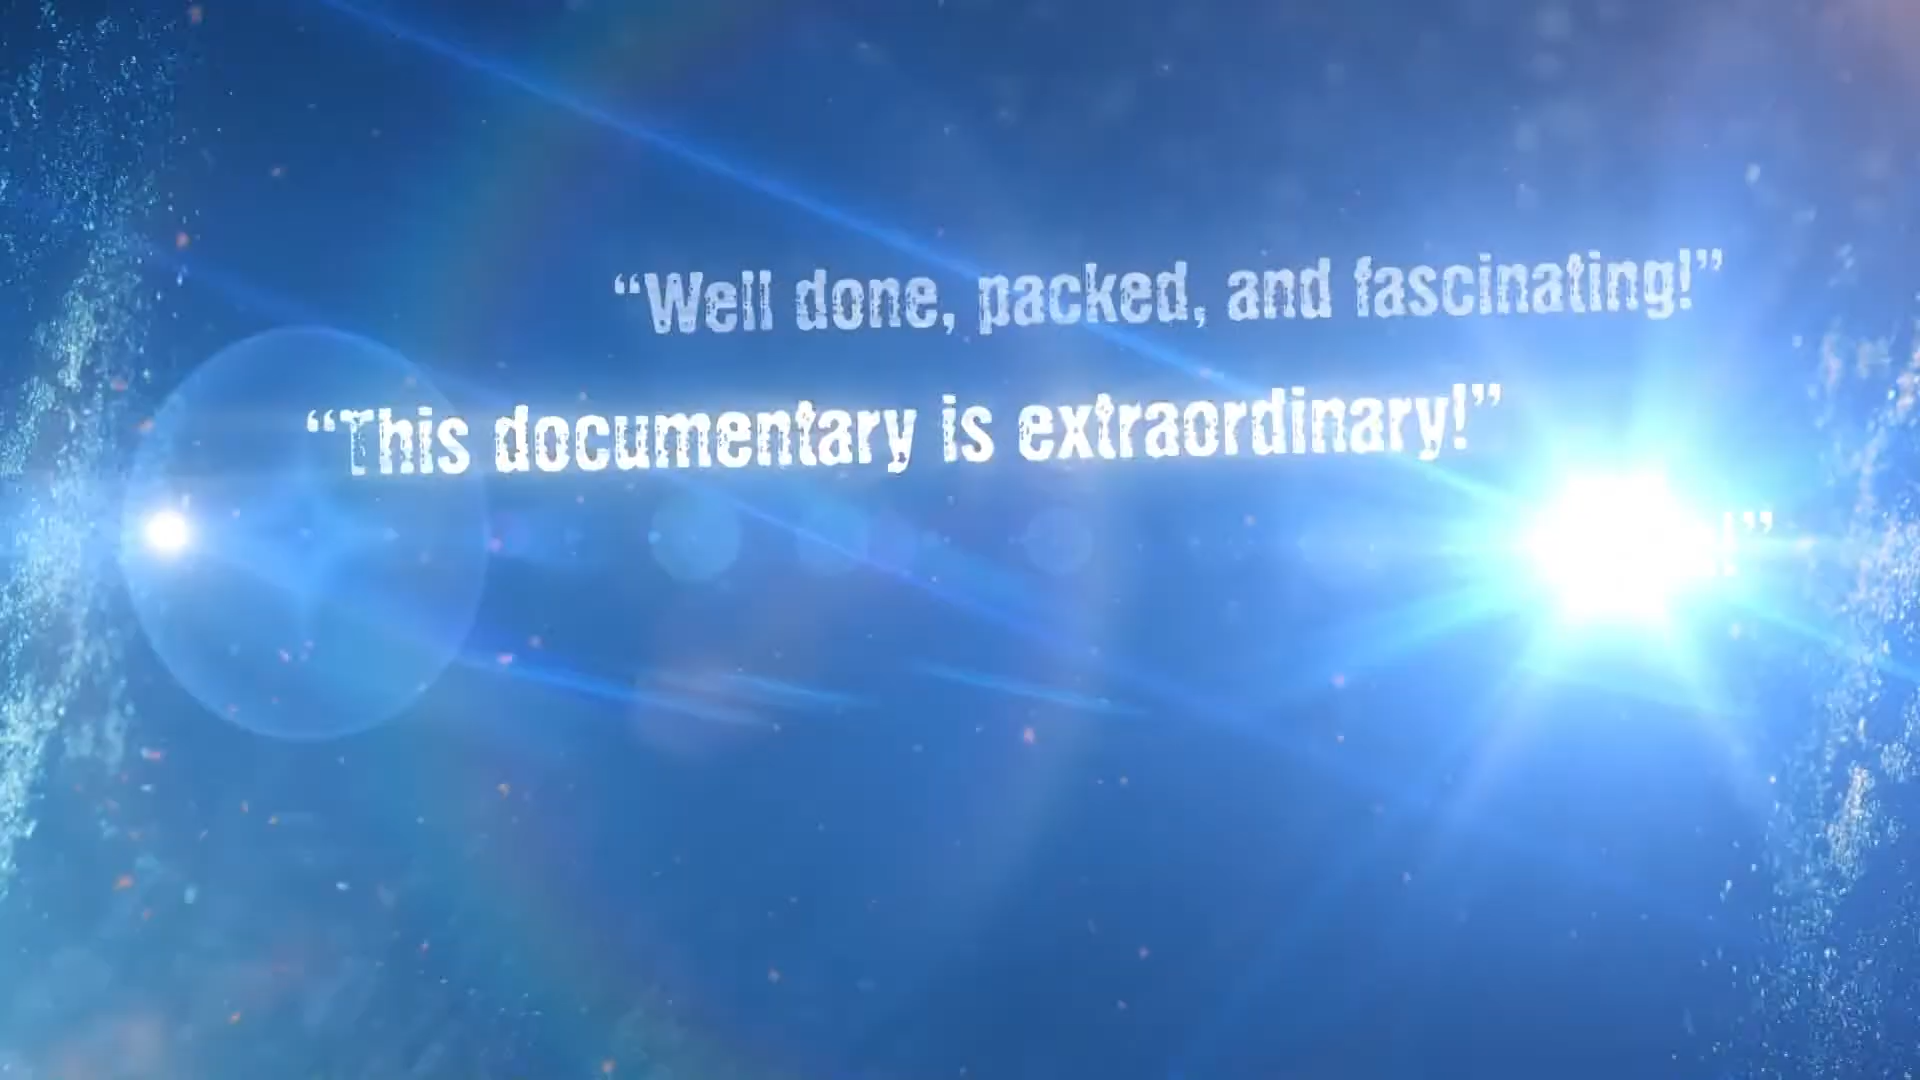 “Well done, packed, and fascinating!”
“This documentary is extraordinary!”
!”